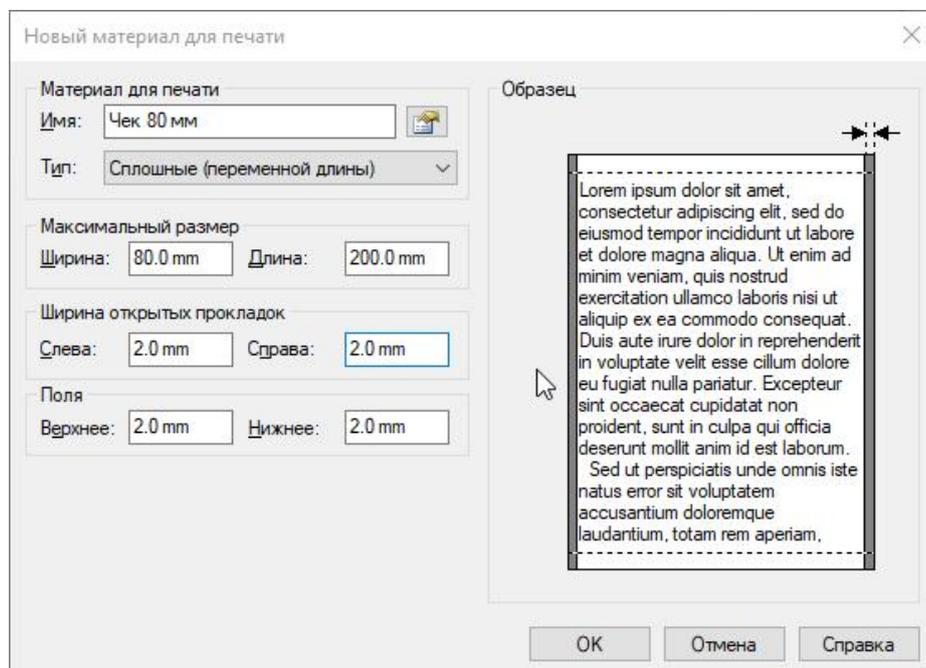 Новый материал для печати
Материал для печати
Имя: Чек 80 мм
Тип: Сплошные (переменной длины)
Максимальный размер
Ширина: 80.0 mm Длина: 200.0 mm
Ширина открытых прокладок
Слева: 2.0 mm Справа: 2.0 mm
Поля
Верхнее: 2.0 mm Нижнее: 2.0 mm
Образец
Lorem ipsum dolor sit amet,
consectetur adipiscing elit, sed do
eiusmod tempor incididunt ut labore
et dolore magna aliqua. Ut enim ad
minim veniam, quis nostrud
exercitation ullamco laboris nisi ut
aliquip ex ea commodo consequat.
Duis aute irure dolor in reprehenderit
in voluptate velit esse cillum dolore
eu fugiat nulla pariatur. Excepteur
sint occaecat cupidatat non
proident, sunt in culpa qui officia
deserunt mollit anim id est laborum.
Sed ut perspiciatis unde omnis iste
natus error sit voluptatem
accusantium doloremque
laudantium, totam rem aperiam,
OK Отмена Справка